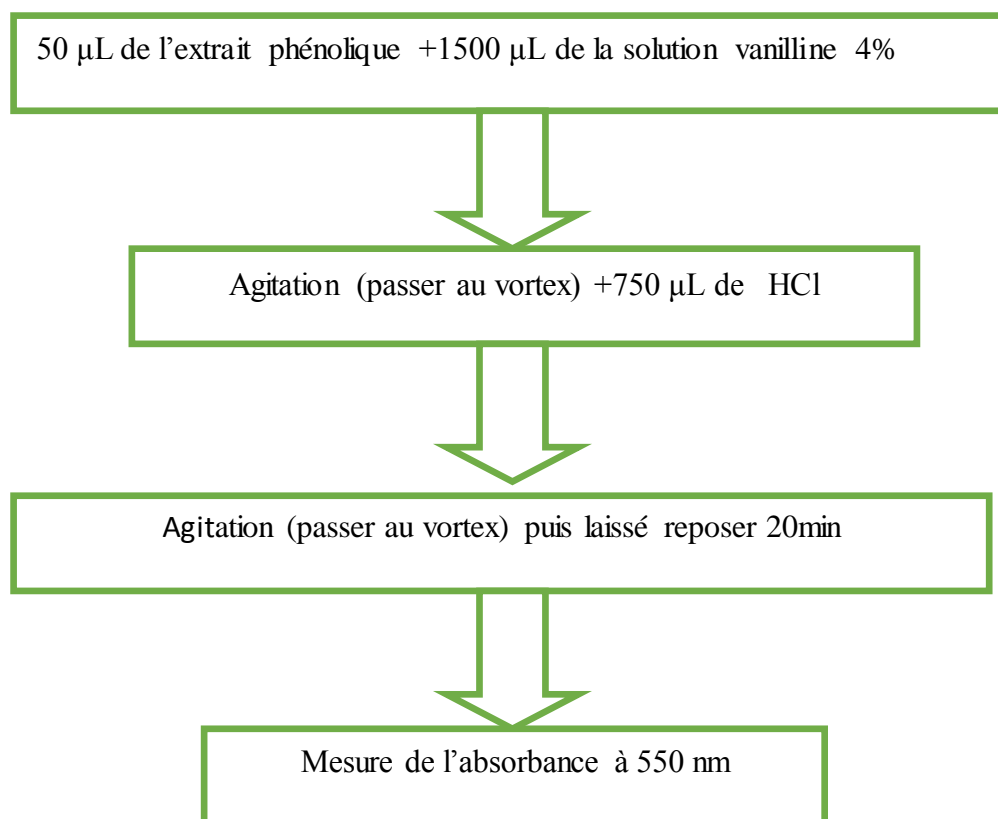 50 µL de l’extrait phénolique +1500 µL de la solution vanilline 4%
Agitation (passer au vortex) +750 µL de HCl
Agitation (passer au vortex) puis laissé reposer 20min
Mesure de l’absorbance à 550 nm